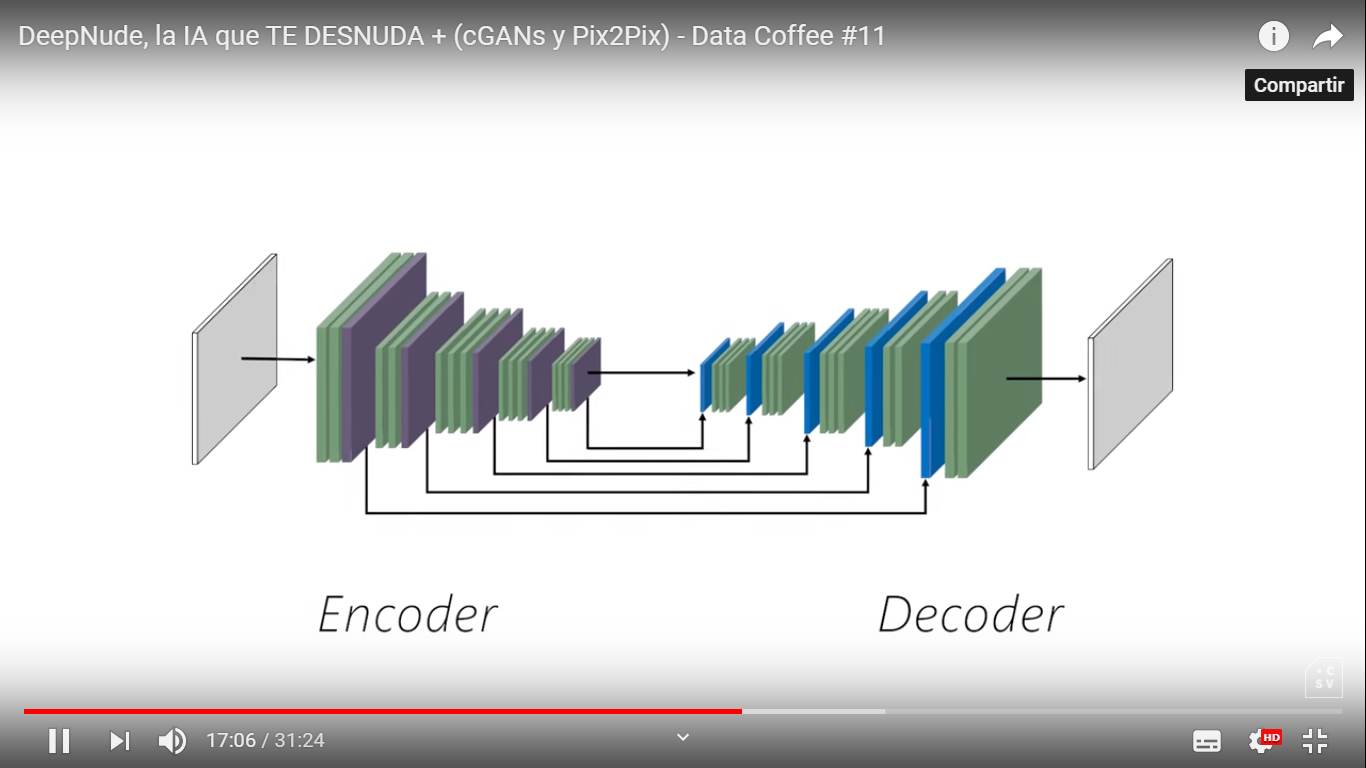 DeepNude, la IA que TE DESNUDA + (cGANs y Pix2Pix) - Data Coffee #11
Compartir
Encoder
Decoder
· C
S V
17:06 / 31:24
HD